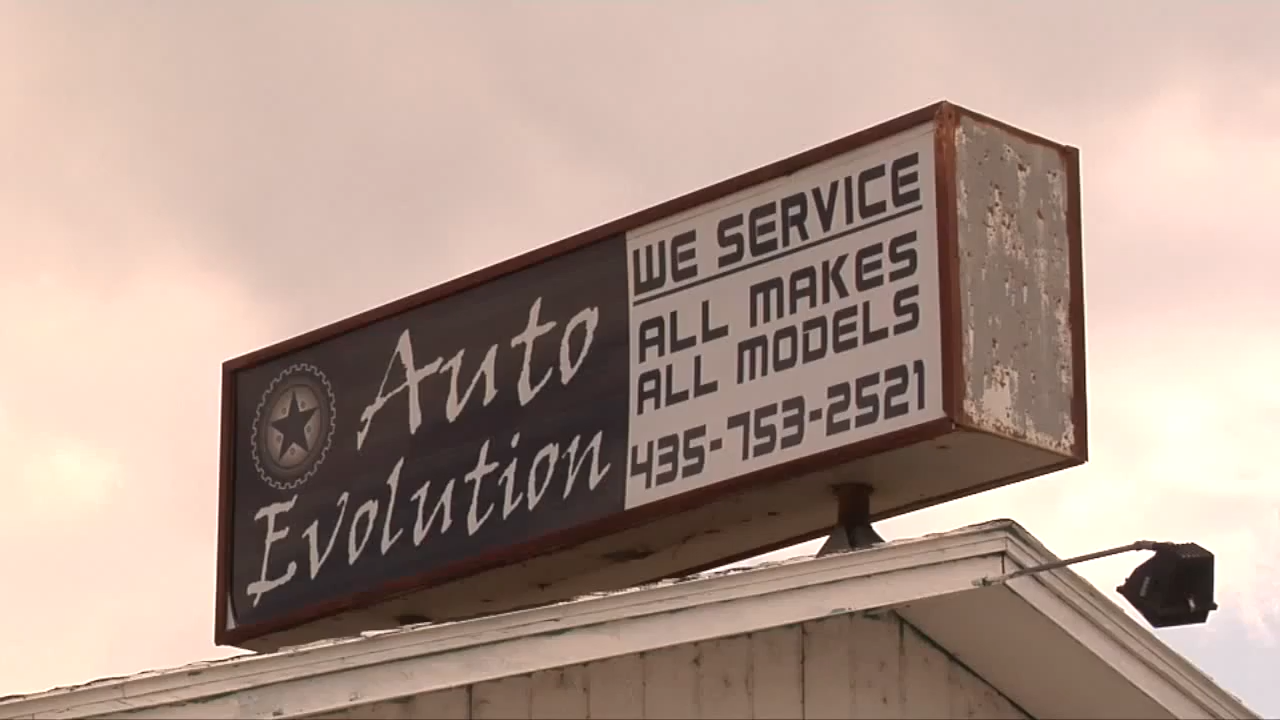 Auto
Evolution
WE SERVICE
ALL MAKES
ALL MODELS
435-753-2521